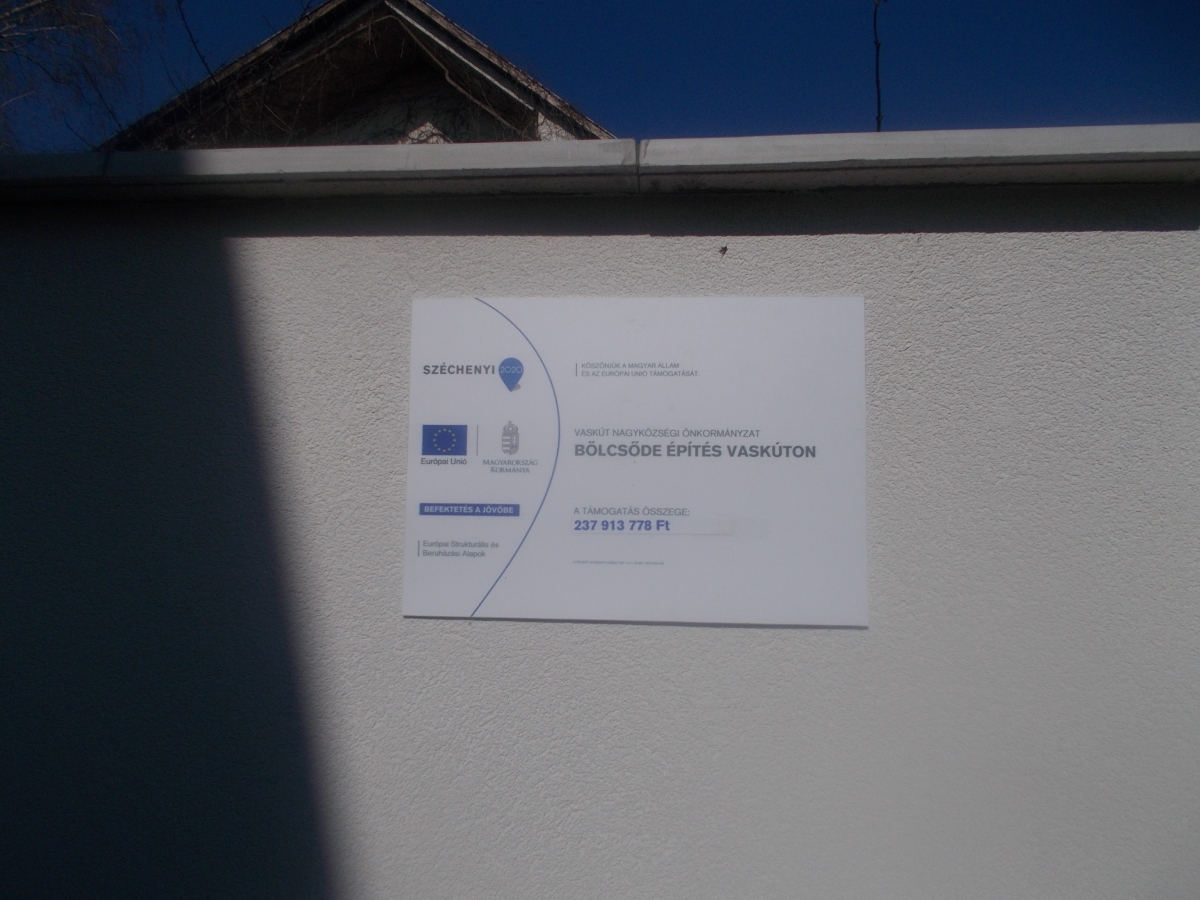 SZÉCHENYI 2020
Európai Unió
MAGYARORSZÁG
KORMÁNYA
BEFEKTETÉS A JÖVŐBE
Európai Strukturális és
Beruházási Alapok
KÖSZÖNJÜK A MAGYAR ÁLLAM
ÉS AZ EURÓPAI UNIÓ TÁMOGATÁSÁT.
VASKÚT NAGYKÖZSÉGI ÖNKORMÁNYZAT
BÖLCSŐDE ÉPÍTÉS VASKÚTON
A TÁMOGATÁS ÖSSZEGE:
237 913 778 Ft